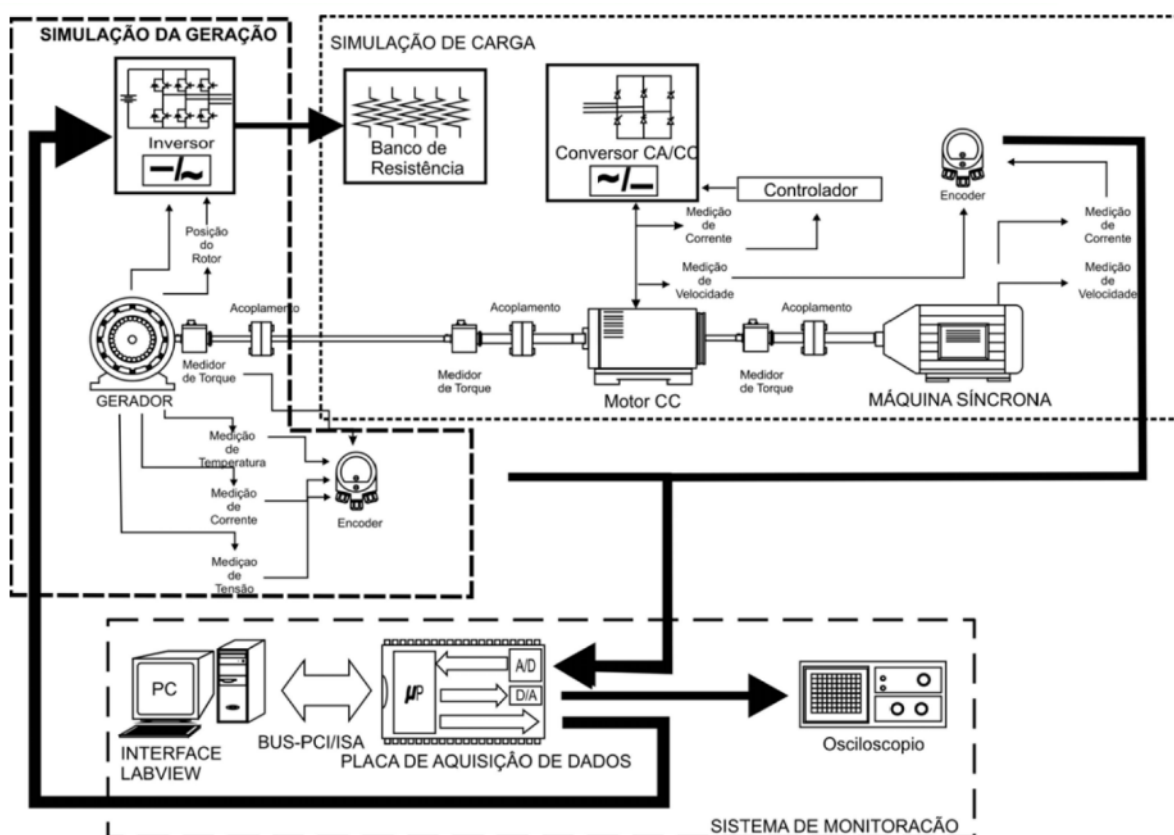 SIMULAÇÃO DA GERAÇÃO
Inversor
Posição
do
Rotor
Acoplamento
Medidor
de Torque
GERADOR
Medição
de
Temperatura
Medição
de
Corrente
Mediçao
de
Tensão
Encoder
SIMULAÇÃO DE CARGA
Banco de
Resistência
Conversor CA/CC
Controlador
Medição
de
Corrente
Medição
de
Velocidade
Encoder
Medição
de
Corrente
Medição
de
Velocidade
Acoplamento
Medidor
de Torque
Motor CC
Acoplamento
Medidor
de Torque
MÁQUINA SÍNCRONA
PC
INTERFACE
LABVIEW
BUS-PCI/ISA
µP
A/D
D/A
PLACA DE AQUISIÇÂO DE DADOS
Osciloscopio
SISTEMA DE MONITORACÃO